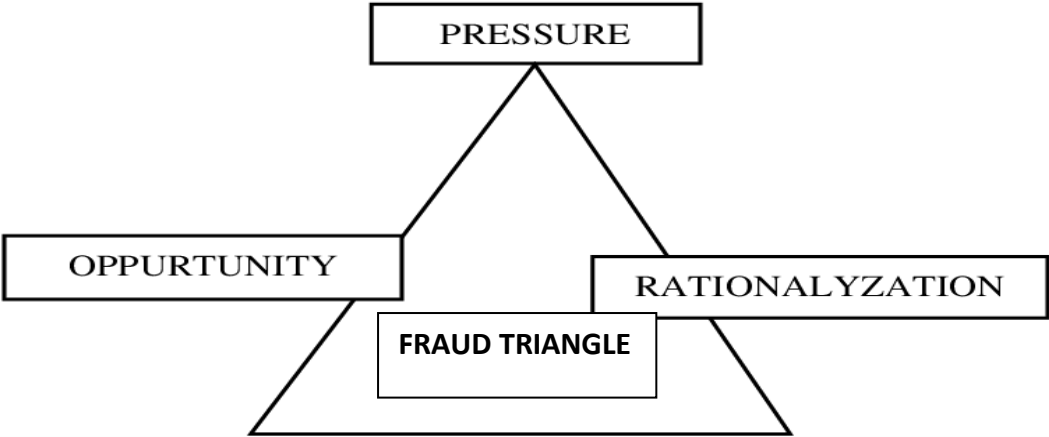 PRESSURE
OPPURTUNITY
RATIONALYZATION
FRAUD TRIANGLE